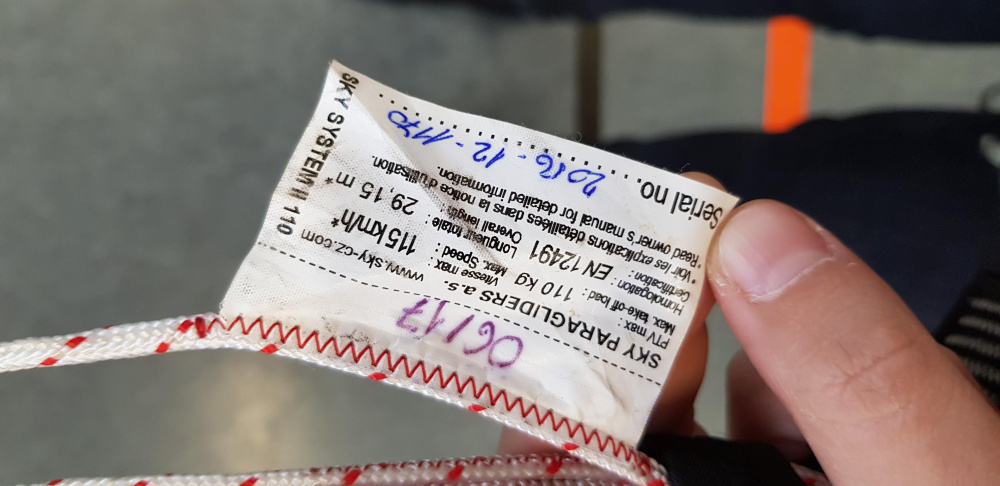 06/17
SKY PARAGLIDERS a.s.
www.sky-cz.com
PTV max :
Max. take-off load : 110 kg
Vitesse max
Max. Speed : 115 km/h*
Homologation
Certification : EN 12491
Longueur totale
Overall length : 29,15 m*
*Voir les explications détaillées dans la notice d'utilisation.
*Read owner's manual for detailed information.
Serial no. 2016-12-1170
SKY SYSTEM II 110